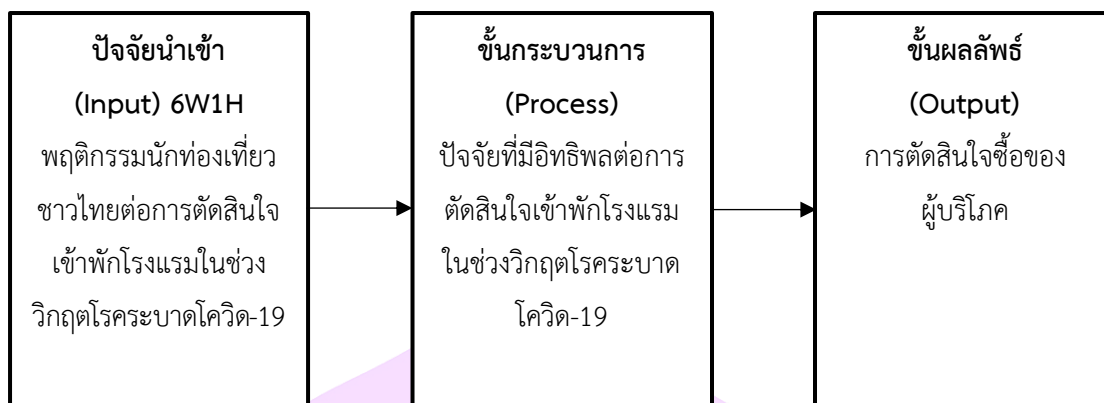 ปัจจัยนำเข้า
(Input) 6W1H
พฤติกรรมนักท่องเที่ยว
ชาวไทยต่อการตัดสินใจ
เข้าพักโรงแรมในช่วง
วิกฤตโรคระบาดโควิด-19
ขั้นกระบวนการ
(Process)
ปัจจัยที่มีอิทธิพลต่อการ
ตัดสินใจเข้าพักโรงแรม
ในช่วงวิกฤตโรคระบาด
โควิด-19
ขั้นผลลัพธ์
(Output)
การตัดสินใจซื้อของ
ผู้บริโภค